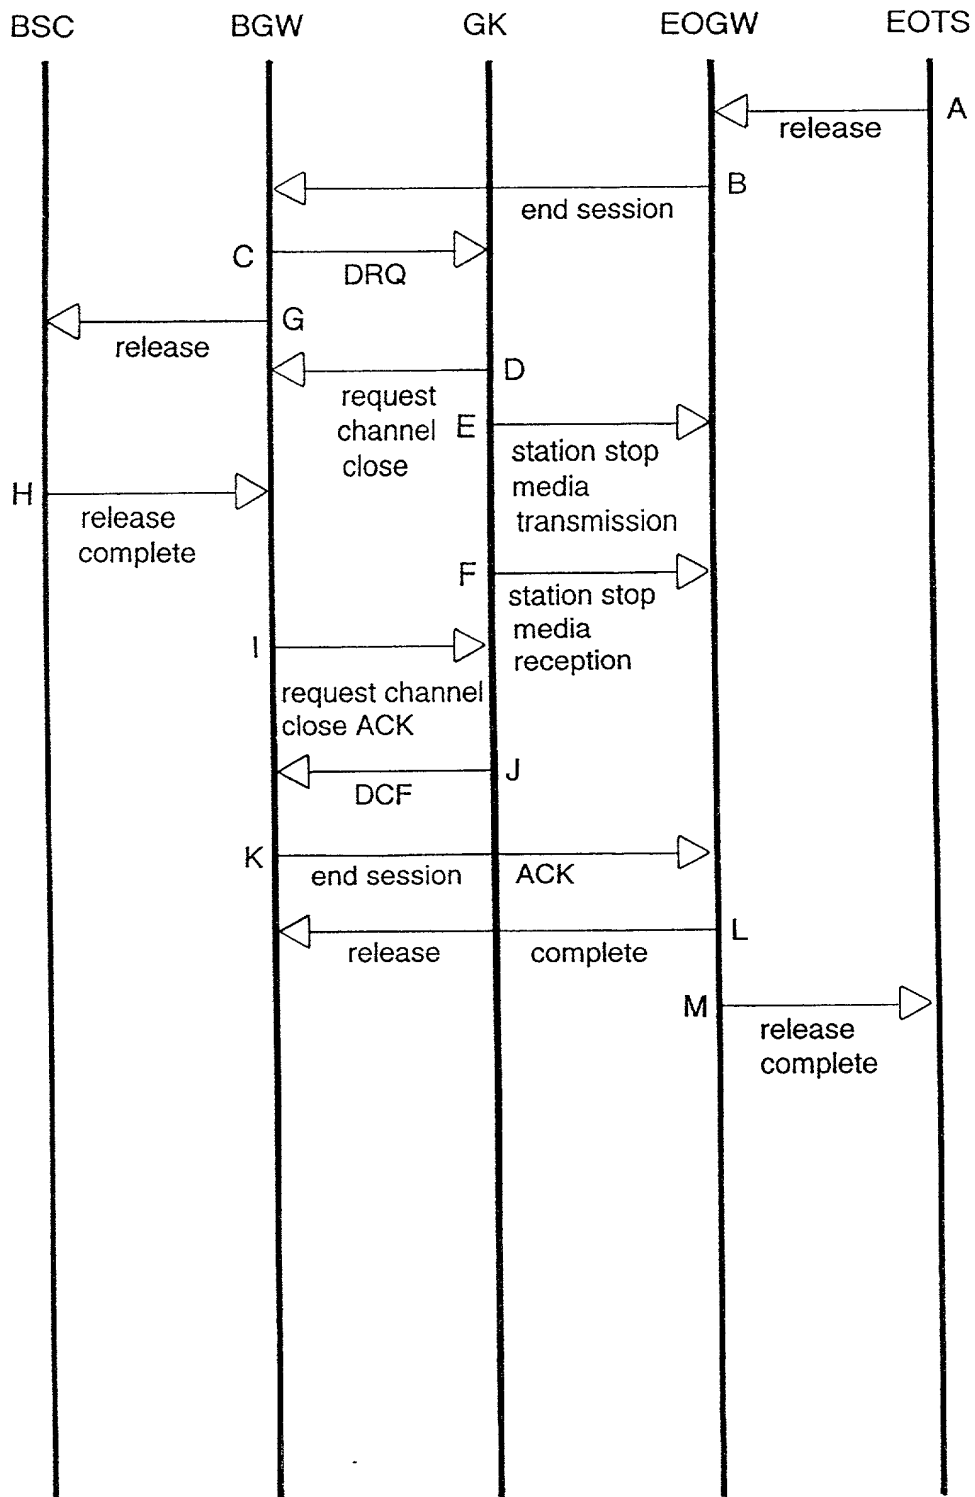 BSC BGW GK EOGW EOTS
A
release
B
end session
C
DRQ
G
release
D
request
channel
close
E
station stop
media
transmission
H
release
complete
F
station stop
media
reception
I
request channel
close ACK
J
DCF
K
end session ACK
L
release complete
M
release
complete